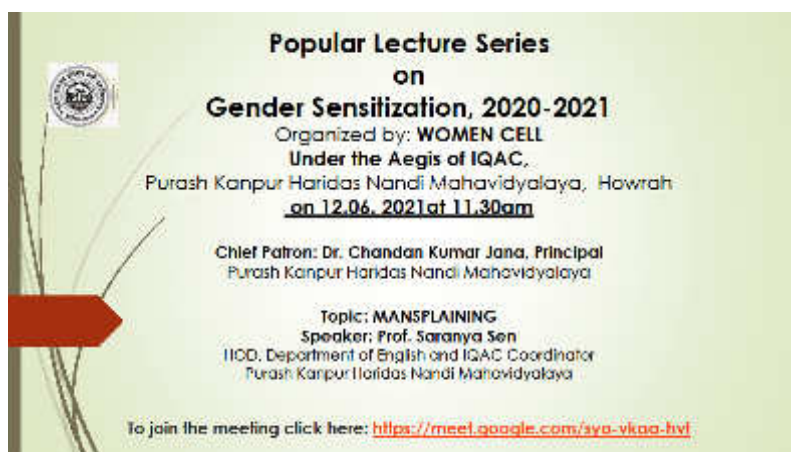 Popular Lecture Series
on
Gender Sensitization, 2020-2021
Organized by: WOMEN CELL
Under the Aegis of IQAC,
Purash Kanpur Haridas Nandi Mahavidyalaya, Howrah
on 12.06. 2021at 11.30am
Chief Patron: Dr. Chandan Kumar Jana, Principal
Purash Kanpur Haridas Nandi Mahavidyalaya
Topic: MANSPLAINING
Speaker: Prof. Saranya Sen
HOD, Department of English and IQAC Coordinator
Purash Kanpur Haridas Nandi Mahavidyalaya
To join the meeting click here: https://meet.google.com/sya-vkaa-hvt